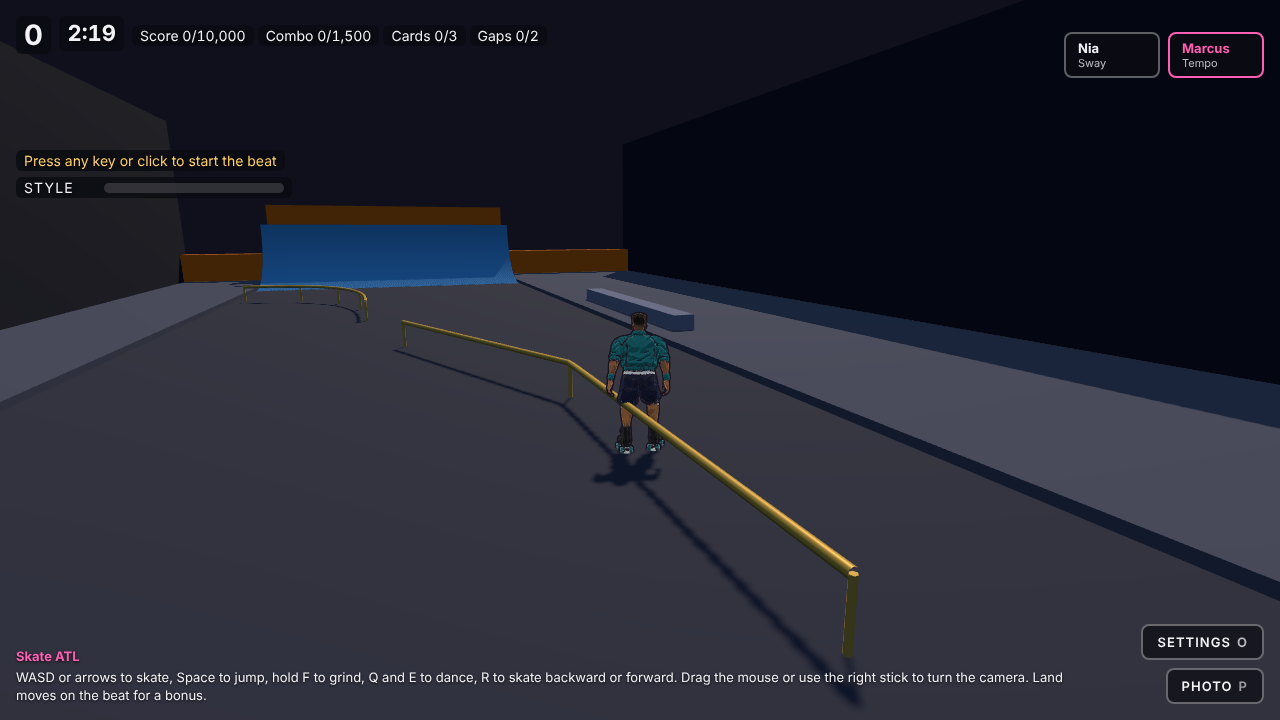 0 2:19 Score 0/10,000 Combo 0/1,500 Cards 0/3 Gaps 0/2
Nia
Sway
Marcus
Tempo
Press any key or click to start the beat
STYLE
SETTINGS O
PHOTO P
Skate ATL
WASD or arrows to skate, Space to jump, hold F to grind, Q and E to dance, R to skate backward or forward. Drag the mouse or use the right stick to turn the camera. Land
moves on the beat for a bonus.